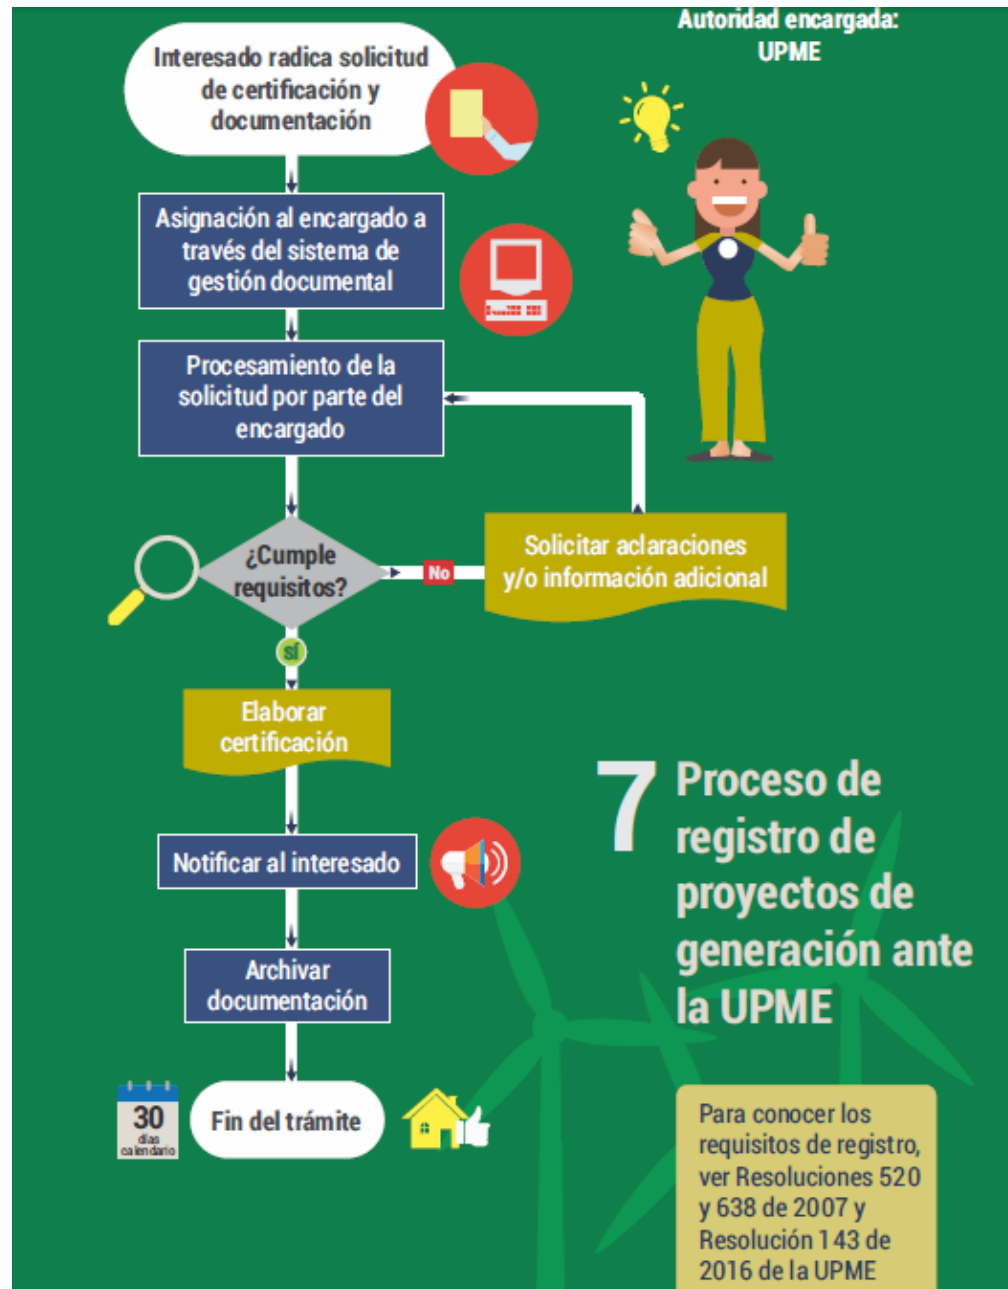 Autoridad encargada:
UPME
Interesado radica solicitud
de certificación y
documentación
Asignación al encargado a
través del sistema de
gestión documental
Procesamiento de la
solicitud por parte del
encargado
¿Cumple
requisitos?
No
Solicitar aclaraciones
y/o información adicional
sí
Elaborar
certificación
Notificar al interesado
Archivar
documentación
30
días
calendario
Fin del trámite
7
Proceso de
registro de
proyectos de
generación ante
la UPME
Para conocer los
requisitos de registro,
ver Resoluciones 520
y 638 de 2007 y
Resolución 143 de
2016 de la UPME